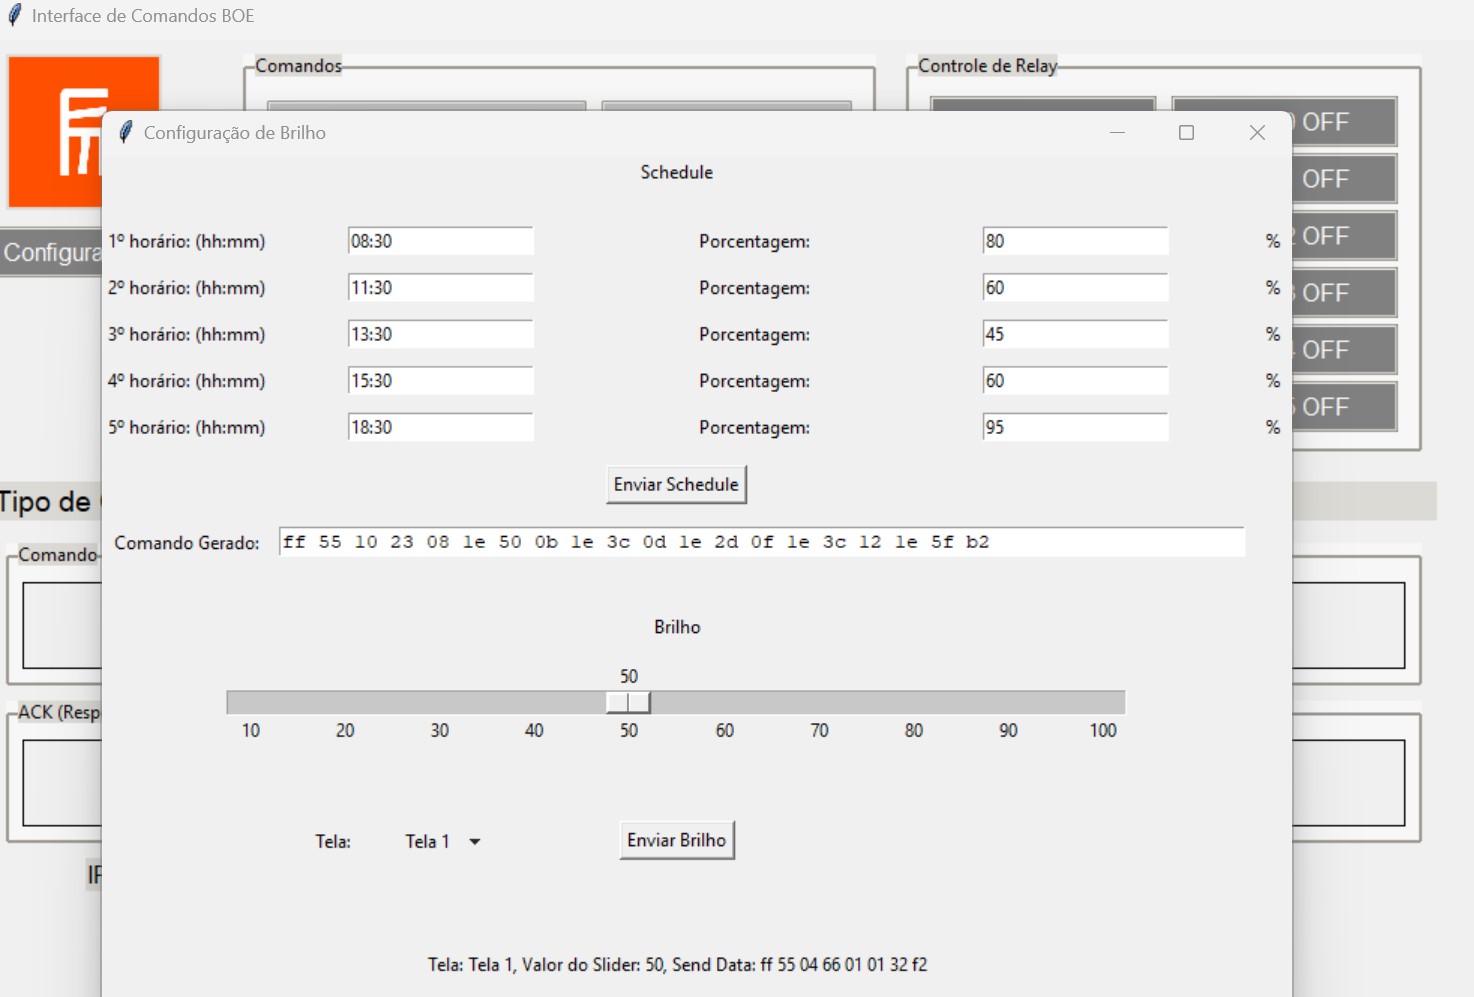 Interface de Comandos BOE
Comandos
Controle de Relay
OFF
Configuração de Brilho
Schedule
OFF
1º horário: (hh:mm) 08:30 Porcentagem: 80 %
OFF
2º horário: (hh:mm) 11:30 Porcentagem: 60 %
OFF
3º horário: (hh:mm) 13:30 Porcentagem: 45 %
OFF
4º horário: (hh:mm) 15:30 Porcentagem: 60 %
OFF
5º horário: (hh:mm) 18:30 Porcentagem: 95 %
Enviar Schedule
Tipo de
Comando Gerado: ff 55 10 23 08 1e 50 0b 1e 3c 0d 1e 2d 0f 1e 3c 12 1e 5f b2
Comando
Brilho
50
10 20 30 40 50 60 70 80 90 100
ACK
Tela: Tela 1 Enviar Brilho
Tela: Tela 1, Valor do Slider: 50, Send Data: ff 55 04 66 01 01 32 f2